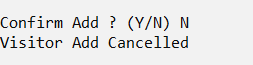 Confirm Add ? (Y/N) N
Visitor Add Cancelled